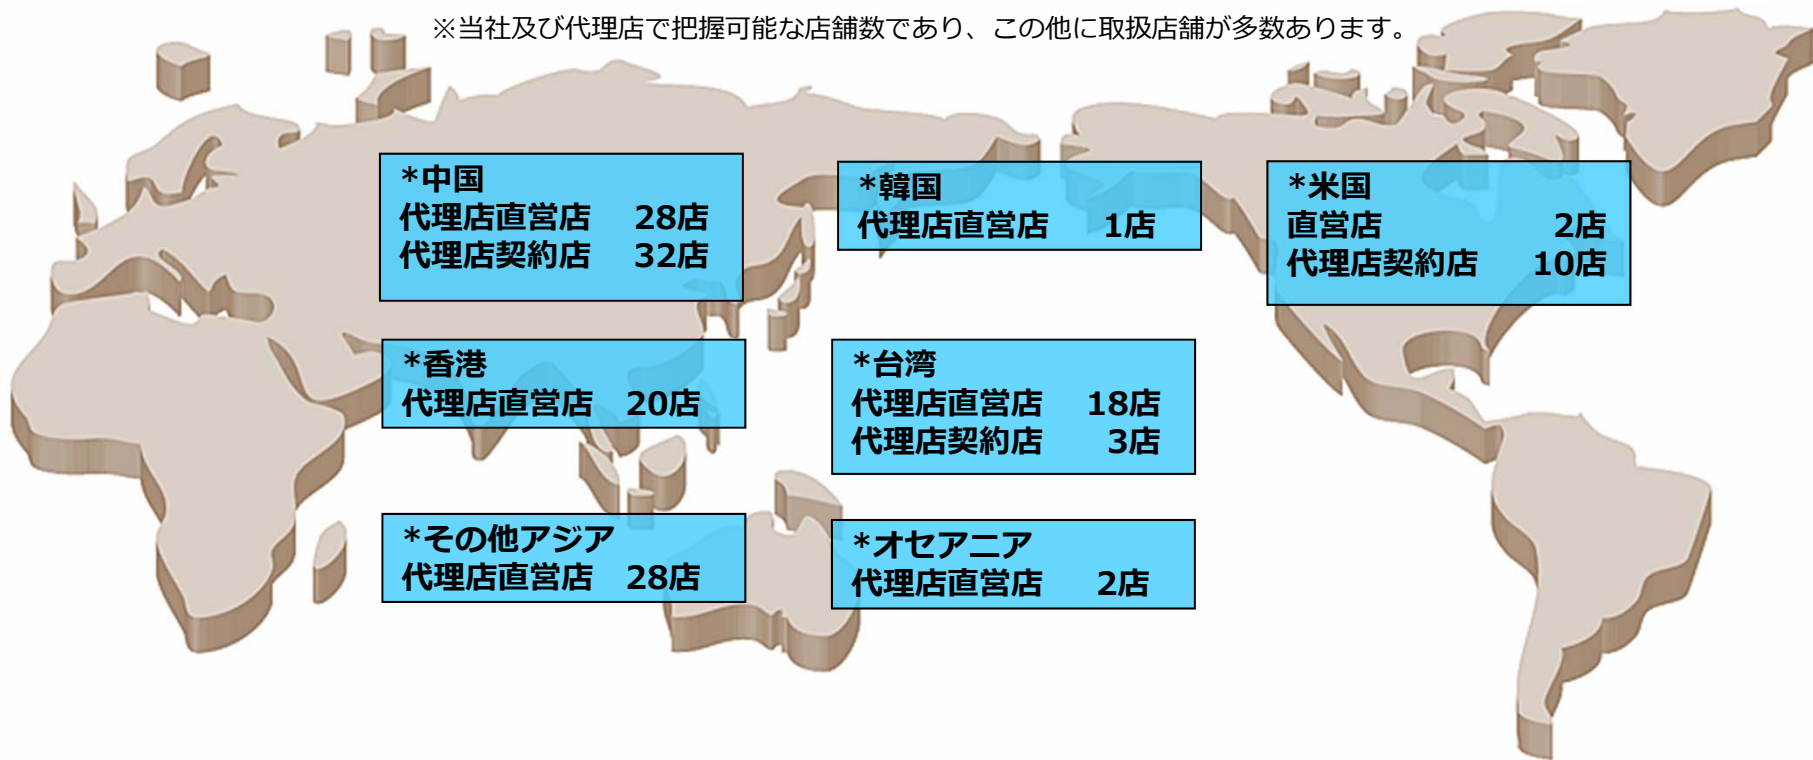 ※当社及び代理店で把握可能な店舗数であり、この他に取扱店舗が多数あります。
*中国
代理店直営店 28店
代理店契約店 32店
*韓国
代理店直営店 1店
*米国
直営店 2店
代理店契約店 10店
*香港
代理店直営店 20店
*台湾
代理店直営店 18店
代理店契約店 3店
*その他アジア
代理店直営店 28店
*オセアニア
代理店直営店 2店